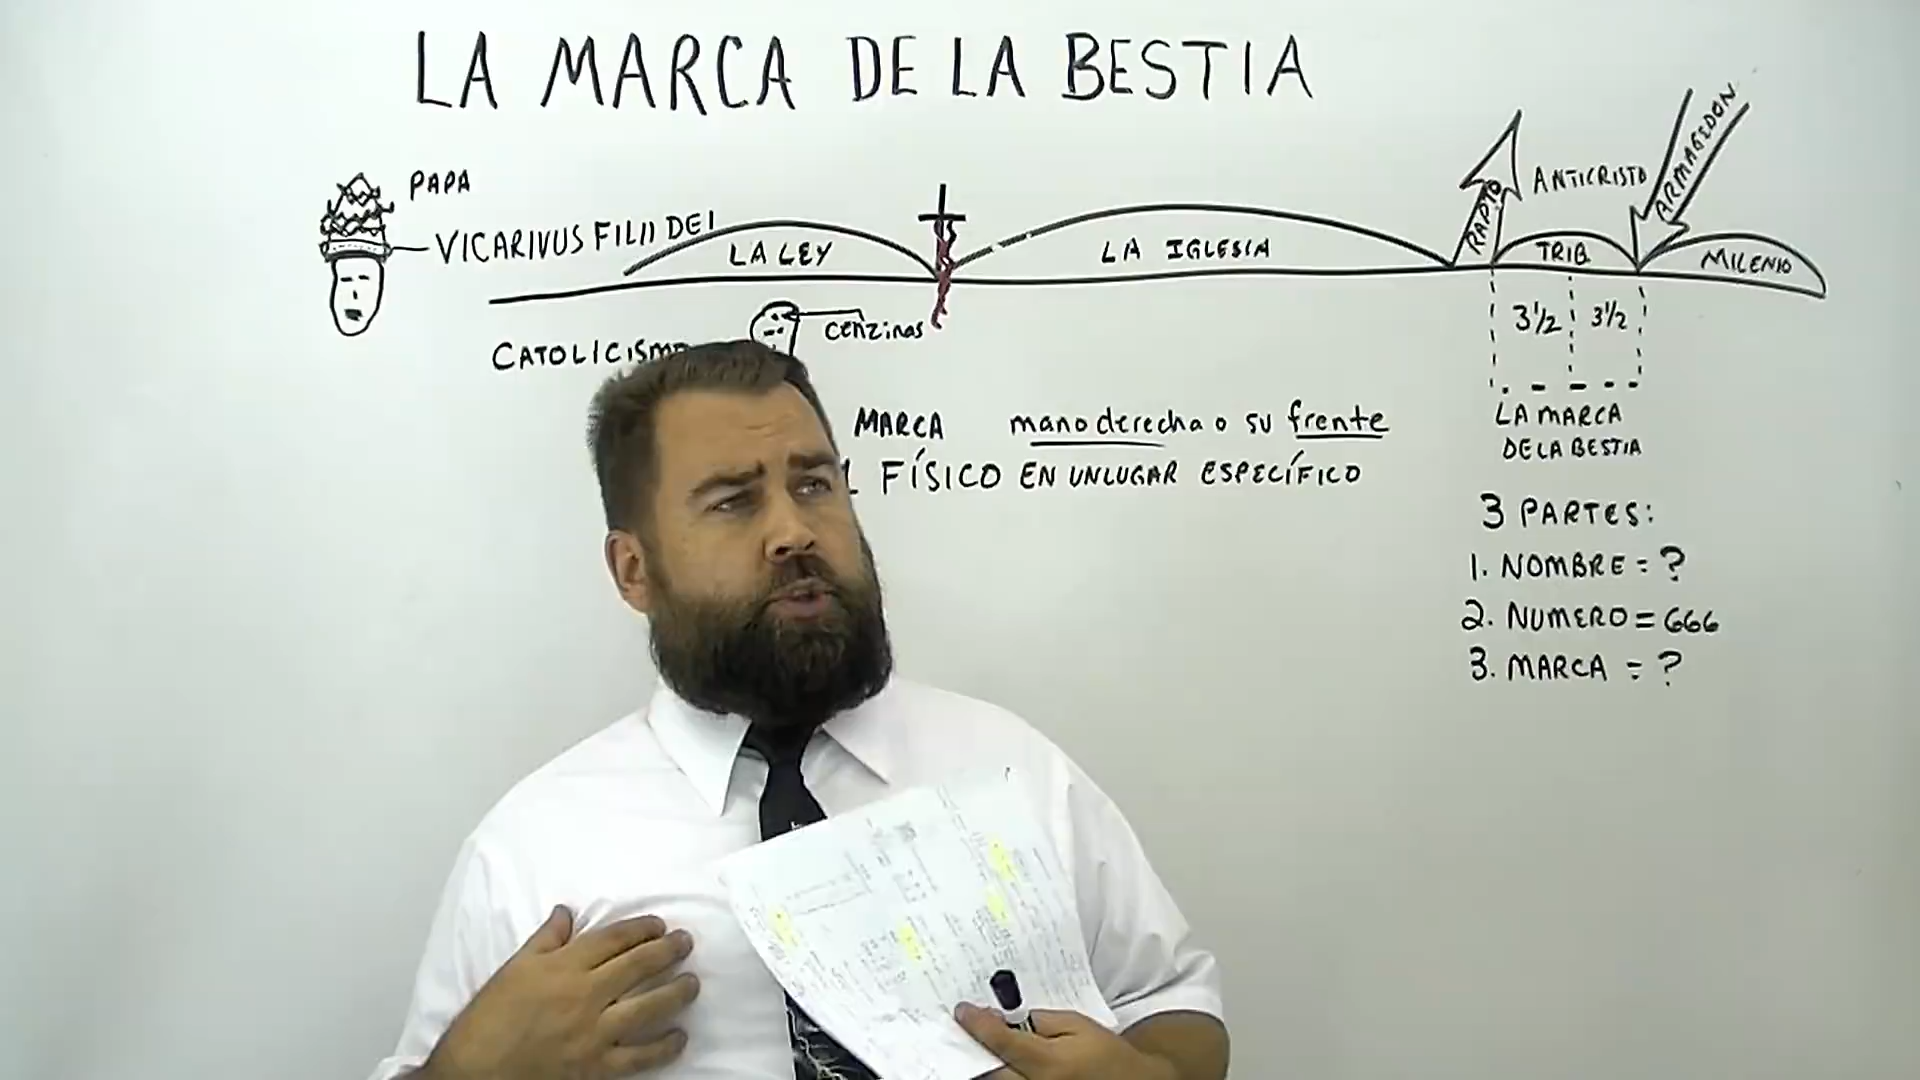 LA MARCA DE LA BESTIA
PAPA
VICARIVUS FILII DEI
LA LEY
LA IGLESIA
RAPTO
ANTICRISTO
TRIB
ARMAGEDON
MILENIO
3½ 3½
CATOLICISMO
cenzinas
MARCA mano derecha o su frente
FÍSICO EN UN LUGAR ESPECÍFICO
LA MARCA
DE LA BESTIA
3 PARTES:
1. NOMBRE = ?
2. NUMERO = 666
3. MARCA = ?